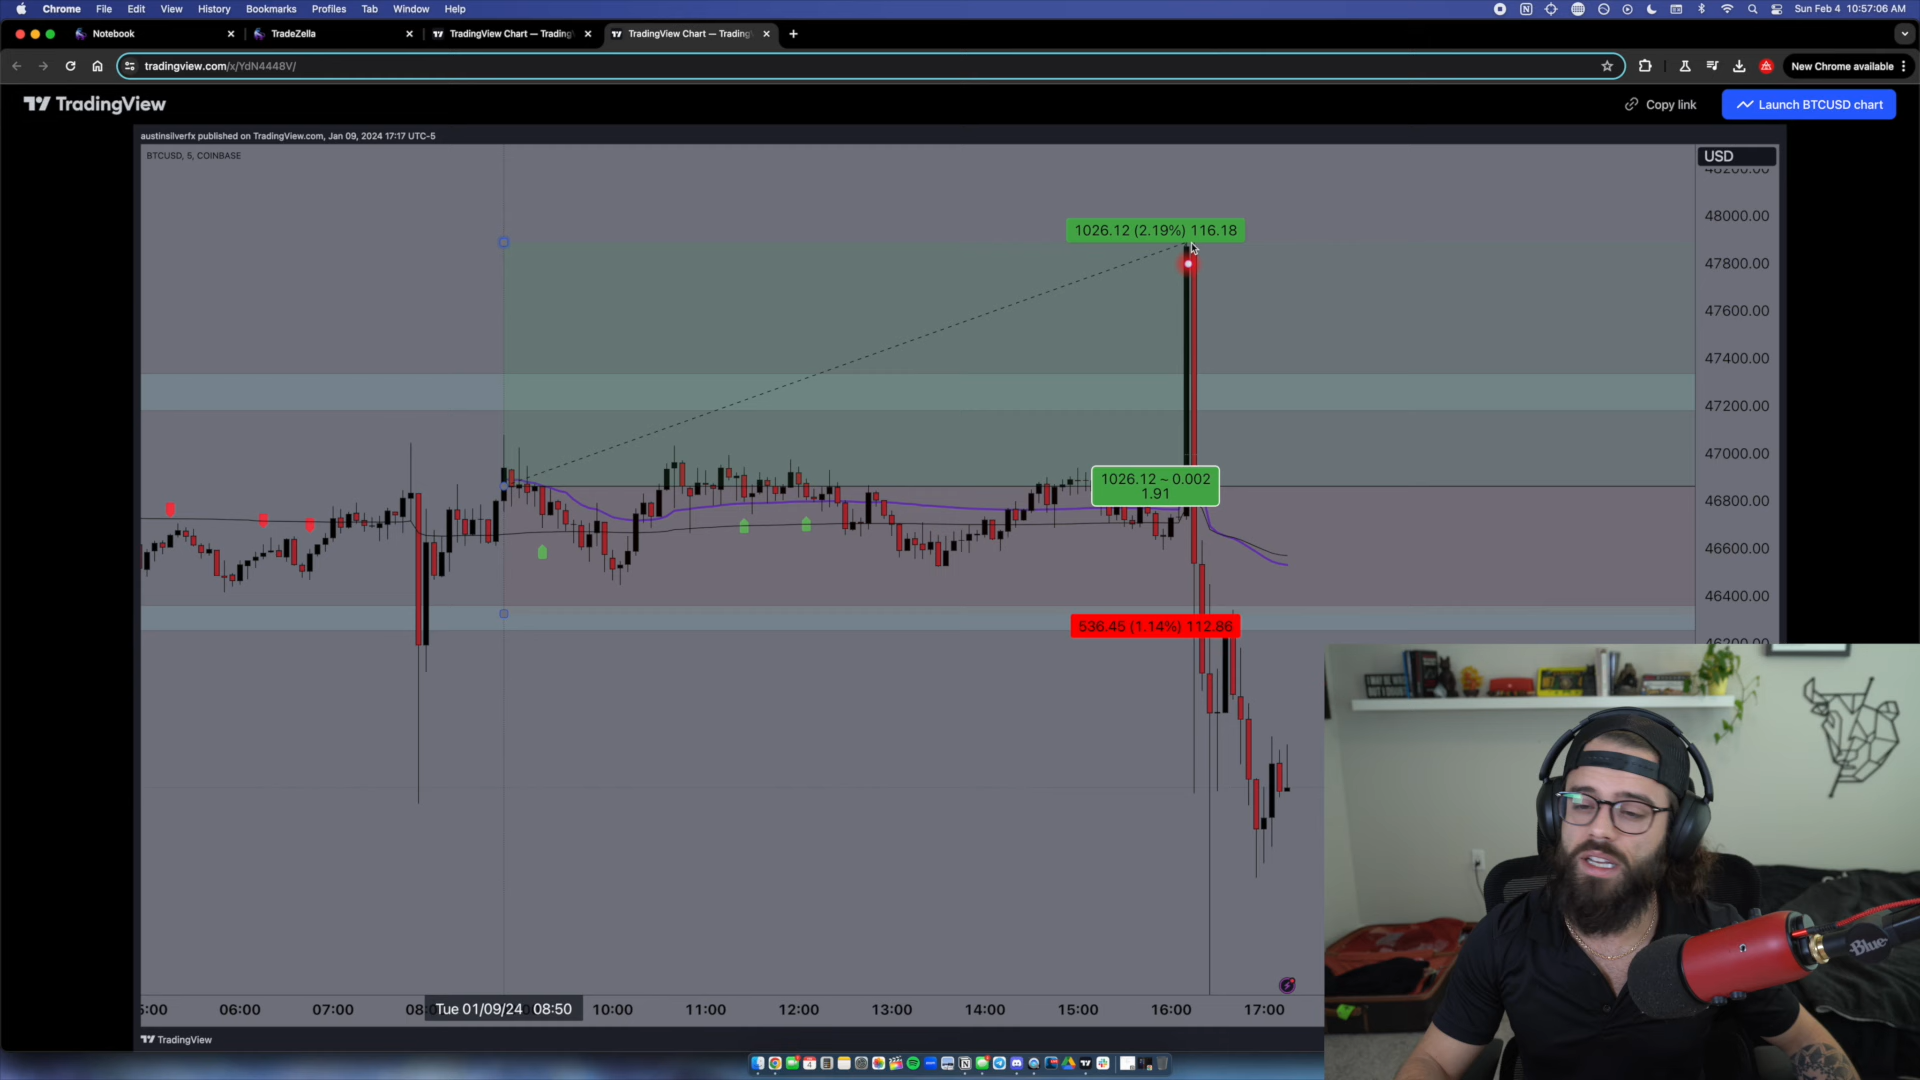 Chrome File Edit View History Bookmarks Profiles Tab Window Help
Sun Feb 4 10:57:06 AM
Notebook
TradeZella
TradingView Chart — Trading
TradingView Chart — Trading
tradingview.com/x/YdN4448V/
New Chrome available
TradingView
Copy link
Launch BTCUSD chart
austinsilverfx published on TradingView.com, Jan 09, 2024 17:17 UTC-5
BTCUSD, 5, COINBASE
USD
48200.00
48000.00
1026.12 (2.19%) 116.18
47800.00
47600.00
47400.00
47200.00
47000.00
1026.12 ~ 0.002
1.91
46800.00
46600.00
46400.00
536.45 (1.14%) 112.86
46200.00
5:00 06:00 07:00 08: Tue 01/09/24 08:50 10:00 11:00 12:00 13:00 14:00 15:00 16:00 17:00
TradingView
Blue